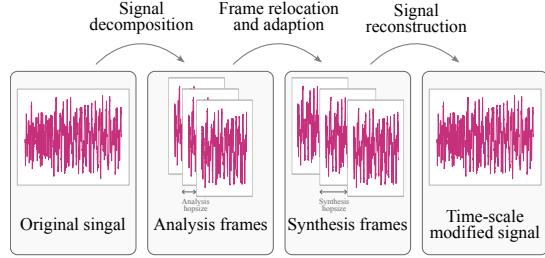 Signal
decomposition
Frame relocation
and adaption
Signal
reconstruction
Original singal
Analysis
hopsize
Analysis frames
Synthesis
hopsize
Synthesis frames
Time-scale
modified signal